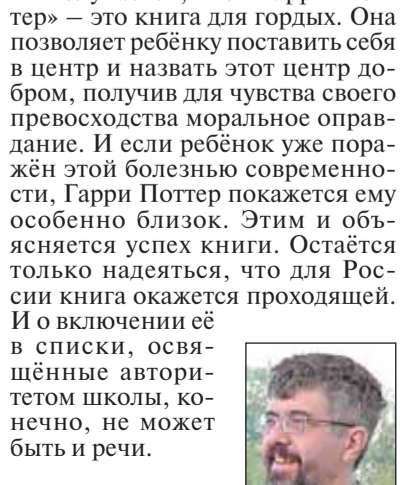 тер» – это книга для гордых. Она
позволяет ребёнку поставить себя
в центр и назвать этот центр до-
бром, получив для чувства своего
превосходства моральное оправ-
дание. И если ребёнок уже пора-
жён этой болезнью современно-
сти, Гарри Поттер покажется ему
особенно близок. Этим и объ-
ясняется успех книги. Остаётся
только надеяться, что для Рос-
сии книга окажется проходящей.
И о включении её
в списки, освя-
щённые автори-
тетом школы, ко-
нечно, не может
быть и речи.